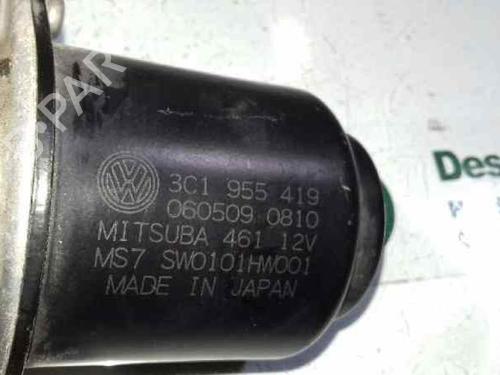 3C1 955 419
060509 0810
MITSUBA 461 12V
MS7 SW0101HW001
MADE IN JAPAN
Des